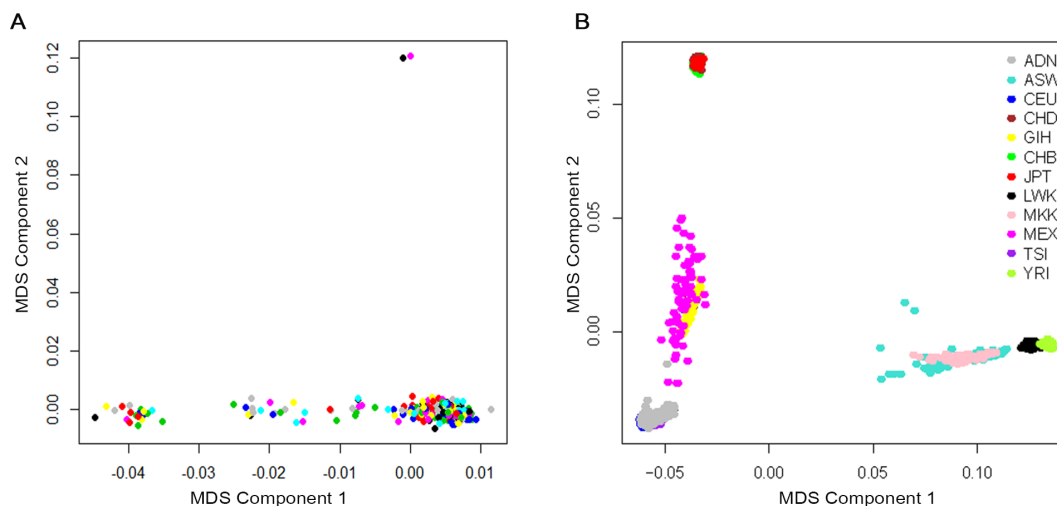 A
0.12
0.10
0.08
0.06
0.04
0.02
0.00
MDS Component 2
-0.04 -0.03 -0.02 -0.01 0.00 0.01
MDS Component 1
B
0.10
0.05
0.00
MDS Component 2
−0.05 0.00 0.05 0.10
MDS Component 1
ADN
ASW
CEU
CHD
GIH
CHB
JPT
LWK
MKK
MEX
TSI
YRI